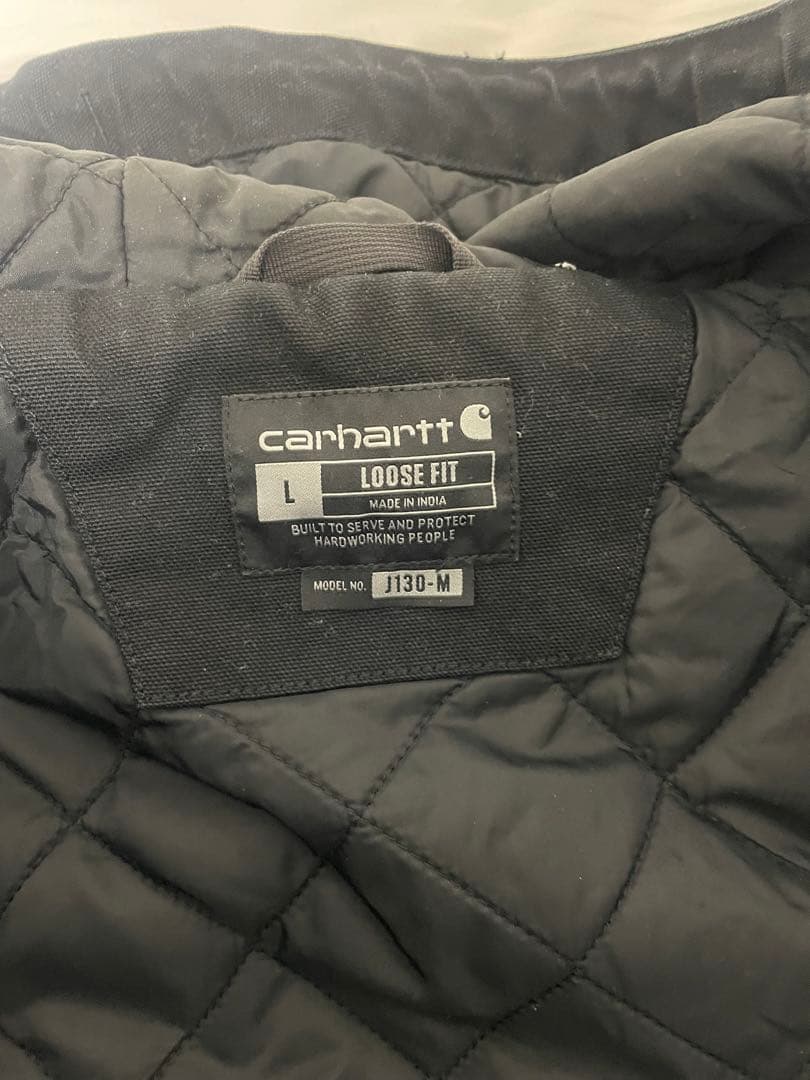 carhartt
L LOOSE FIT
MADE IN INDIA
BUILT TO SERVE AND PROTECT
HARDWORKING PEOPLE
MODEL NO. J130-M